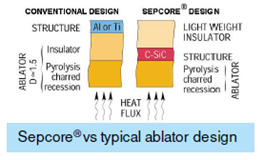 CONVENTIONAL DESIGN
SEPCORE® DESIGN
STRUCTURE
Al or Ti
LIGHT WEIGHT
INSULATOR
Insulator
C-SiC
STRUCTURE
ABLATOR
D≈1.5
Pyrolysis
charred
recession
Pyrolysis
charred
recession
ABLATOR
HEAT
FLUX
Sepcore® vs typical ablator design